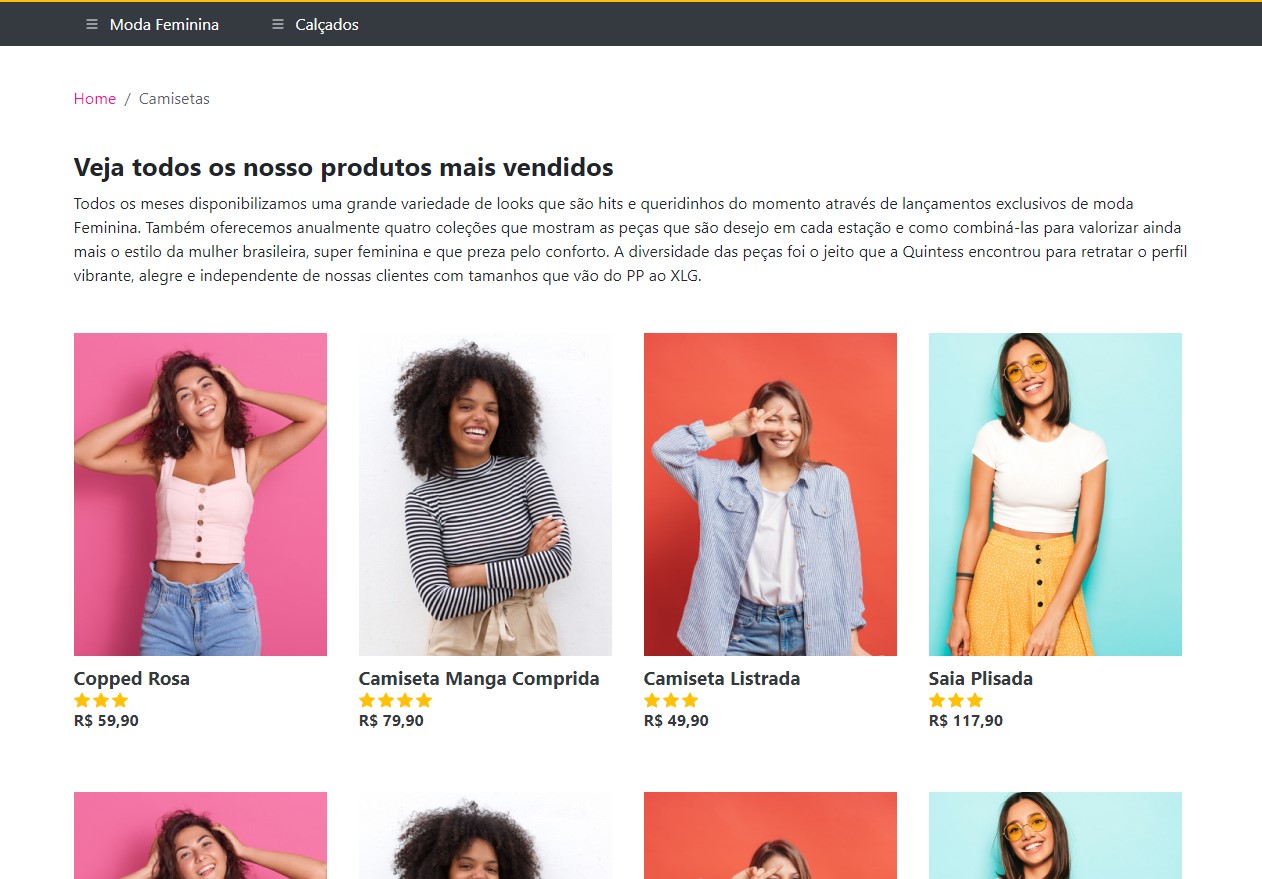 Moda Feminina
Calçados
Home / Camisetas
Veja todos os nosso produtos mais vendidos
Todos os meses disponibilizamos uma grande variedade de looks que são hits e queridinhos do momento através de lançamentos exclusivos de moda
Feminina. Também oferecemos anualmente quatro coleções que mostram as peças que são desejo em cada estação e como combiná-las para valorizar ainda
mais o estilo da mulher brasileira, super feminina e que preza pelo conforto. A diversidade das peças foi o jeito que a Quintess encontrou para retratar o perfil
vibrante, alegre e independente de nossas clientes com tamanhos que vão do PP ao XLG.
Copped Rosa
R$ 59,90
Camiseta Manga Comprida
R$ 79,90
Camiseta Listrada
R$ 49,90
Saia Plisada
R$ 117,90